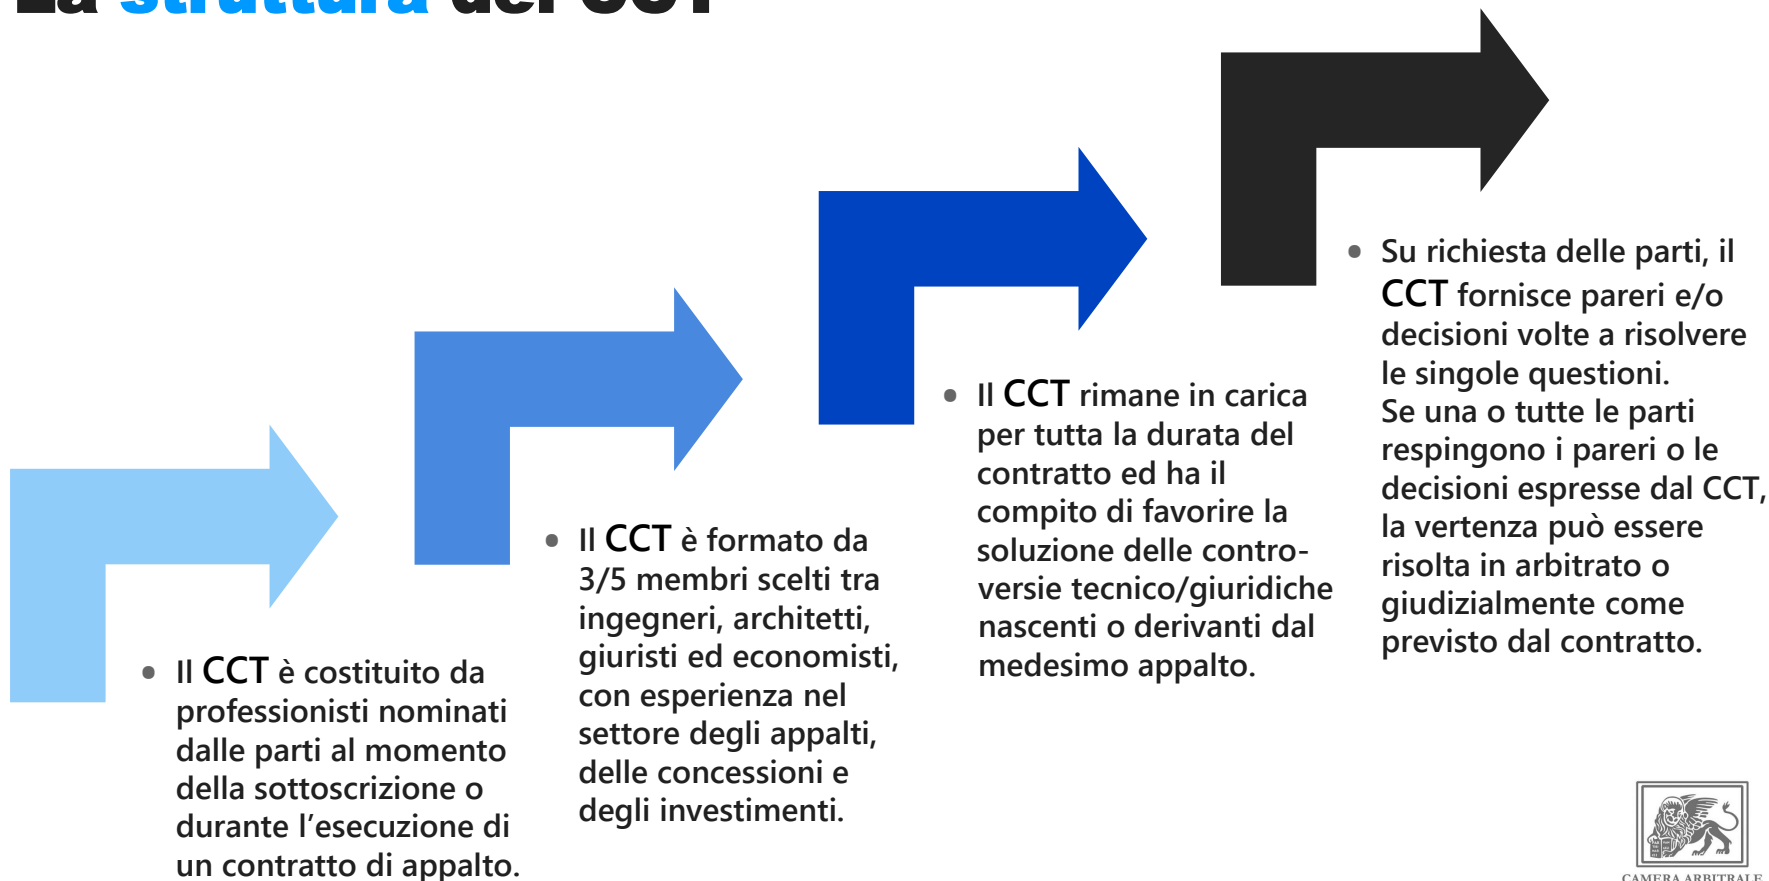 La struttura del CCT
• Il CCT è costituito da
professionisti nominati
dalle parti al momento
della sottoscrizione o
durante l'esecuzione di
un contratto di appalto.
• Il CCT è formato da
3/5 membri scelti tra
ingegneri, architetti,
giuristi ed economisti,
con esperienza nel
settore degli appalti,
delle concessioni e
degli investimenti.
• Il CCT rimane in carica
per tutta la durata del
contratto ed ha il
compito di favorire la
soluzione delle contro-
versie tecnico/giuridiche
nascenti o derivanti dal
medesimo appalto.
• Su richiesta delle parti, il
CCT fornisce pareri e/o
decisioni volte a risolvere
le singole questioni.
Se una o tutte le parti
respingono i pareri o le
decisioni espresse dal CCT,
la vertenza può essere
risolta in arbitrato o
giudizialmente come
previsto dal contratto.
CAMERA ARBITRALE